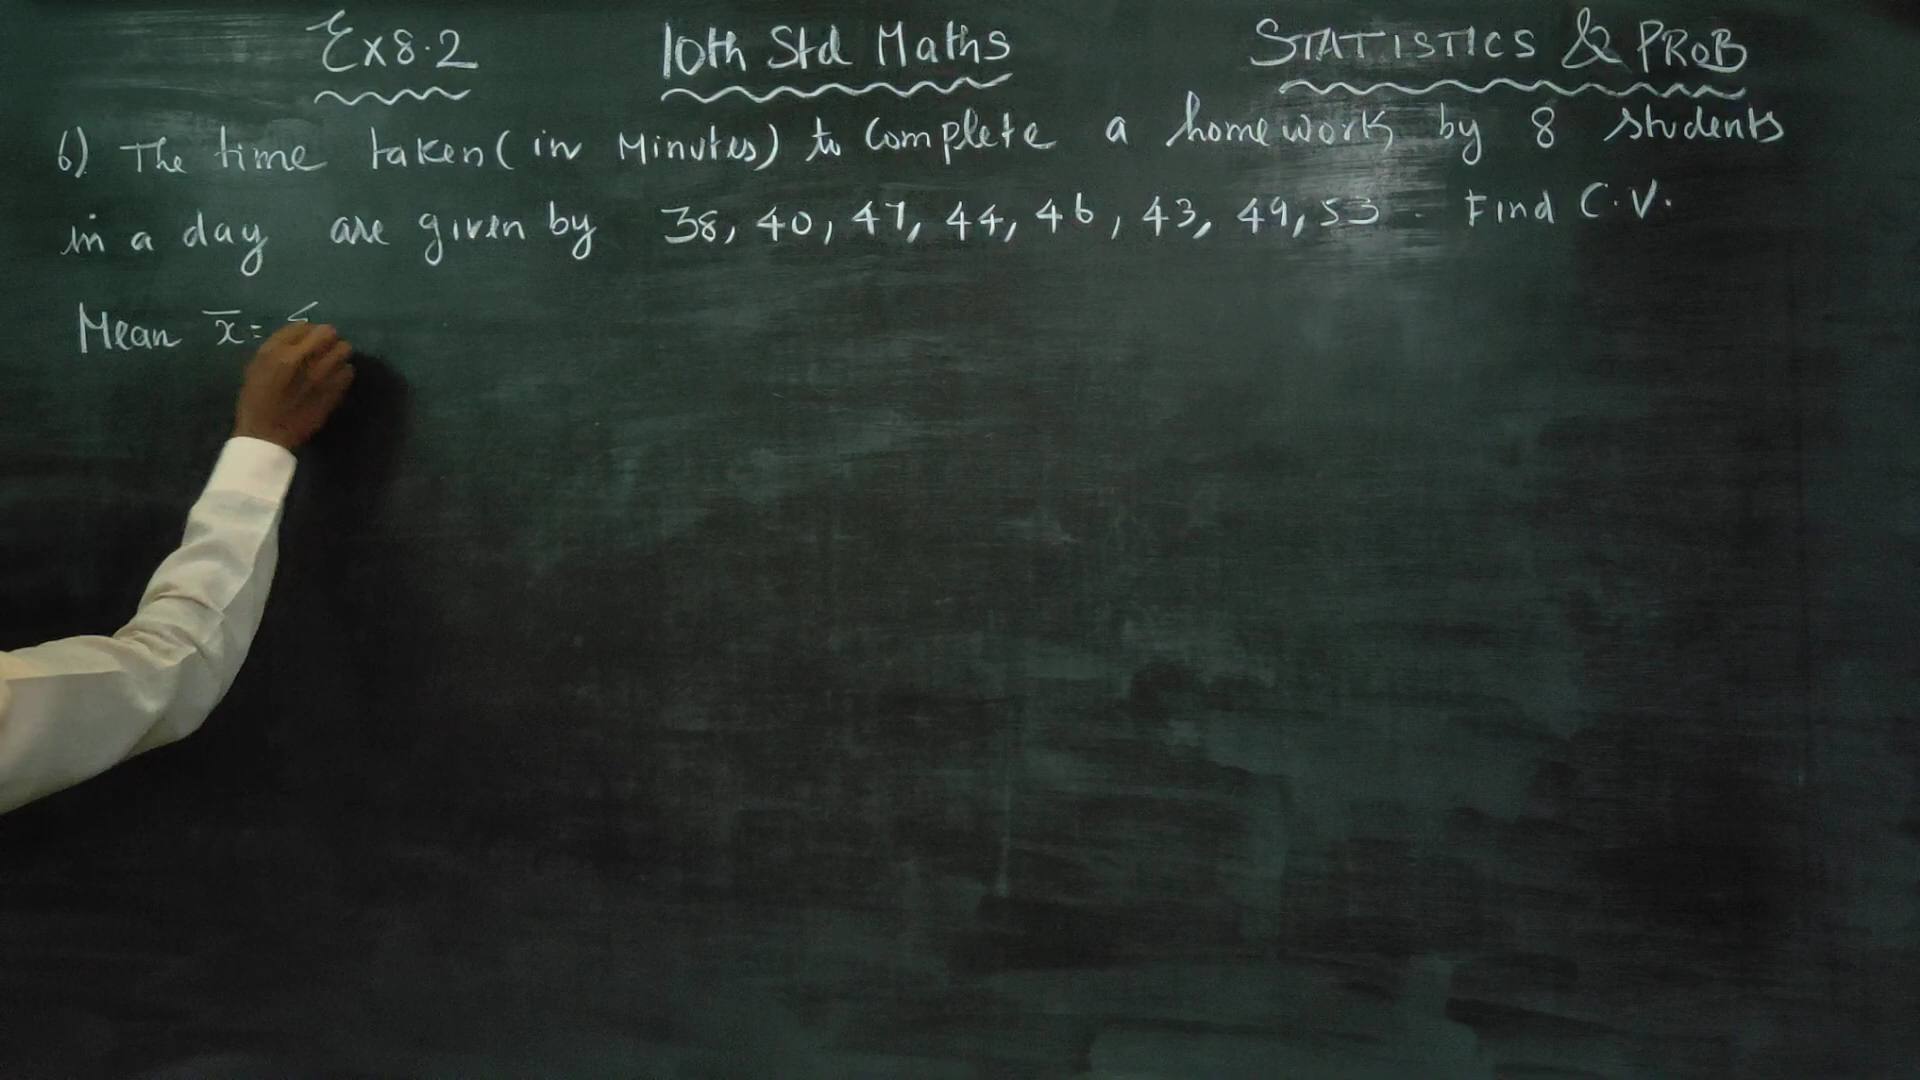 Ex 8.2 10th Std Maths STATISTICS & PROB
6) The time taken (in Minutes) to Complete a homework by 8 students
in a day are given by 38, 40, 47, 44, 46, 43, 49, 53. Find C.V.
Mean x̄ = Σ